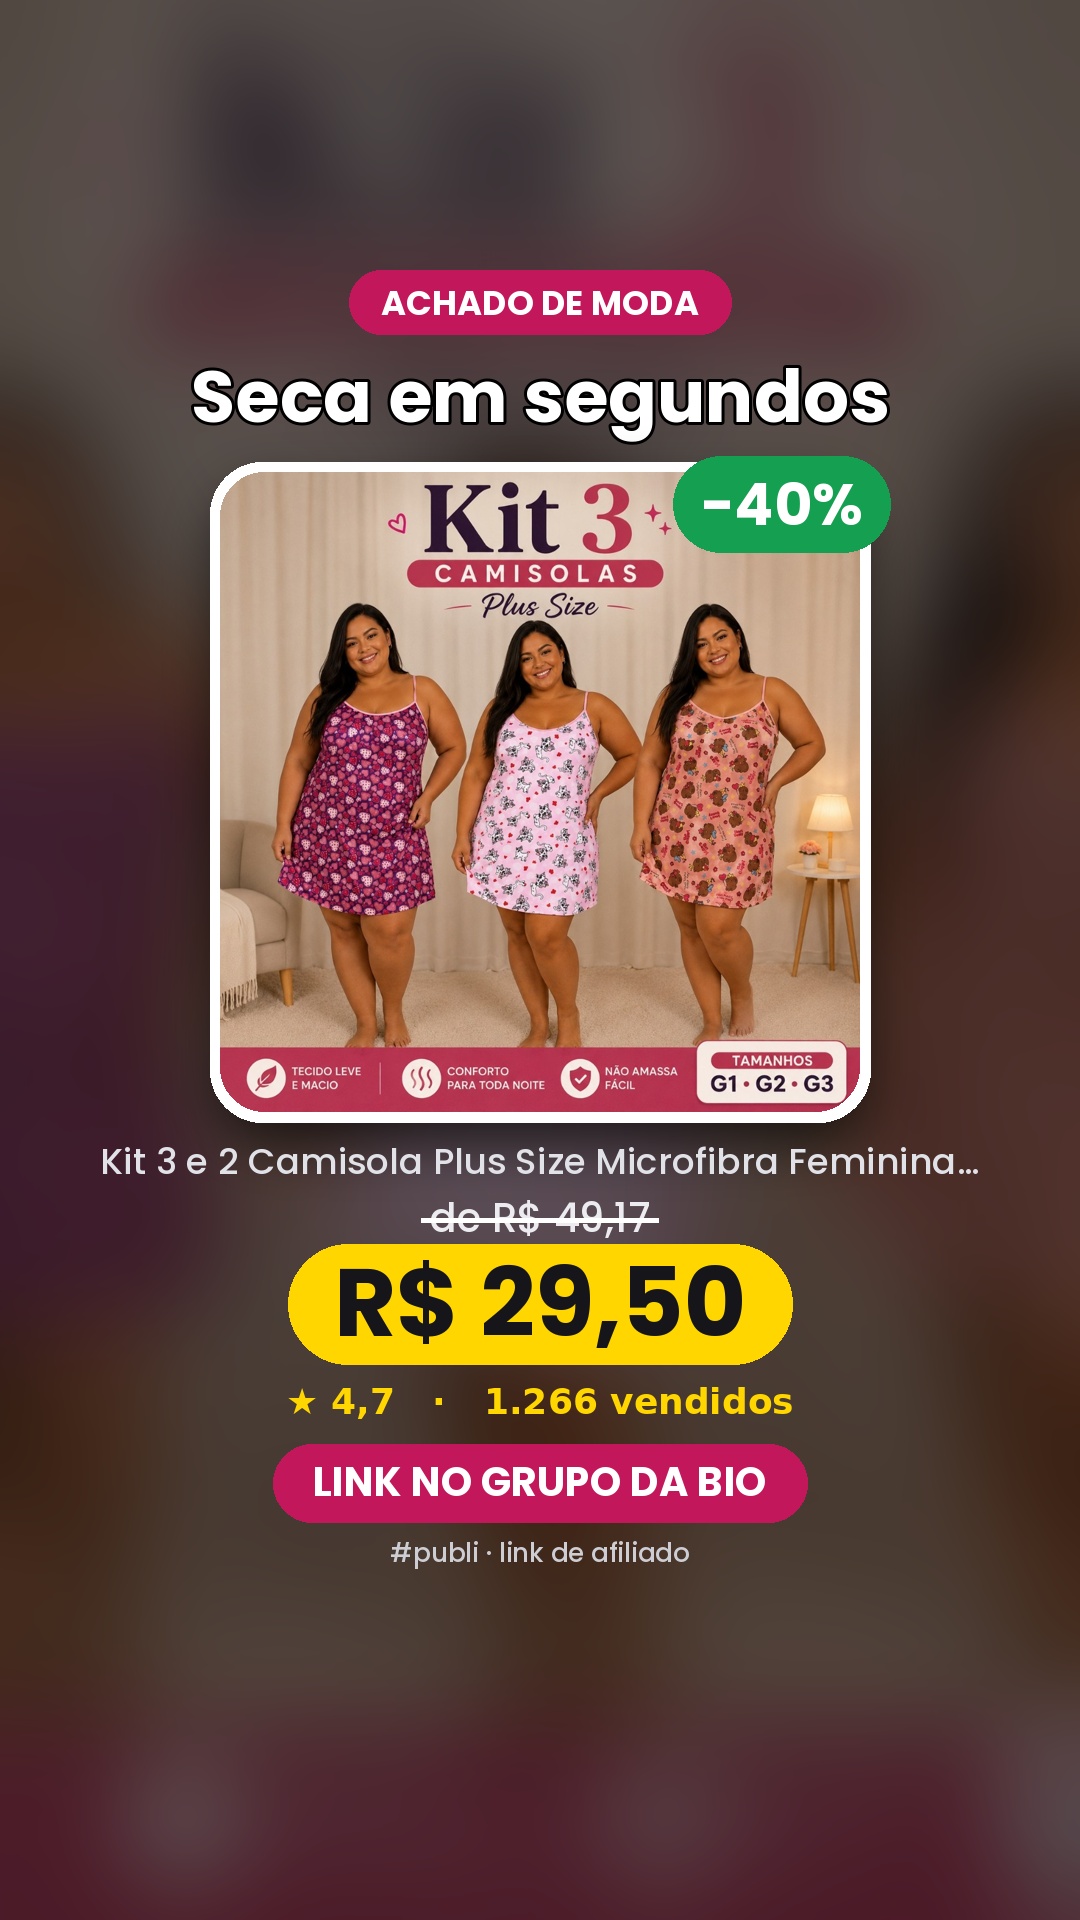 ACHADO DE MODA
Seca em segundos
-40%
Kit 3
CAMISOLAS
Plus Size
TECIDO LEVE
E MACIO
CONFORTO
PARA TODA NOITE
NÃO AMASSA
FÁCIL
TAMANHOS
G1 • G2 • G3
Kit 3 e 2 Camisola Plus Size Microfibra Feminina...
de R$ 49,17
R$ 29,50
★ 4,7 · 1.266 vendidos
LINK NO GRUPO DA BIO
#publi · link de afiliado